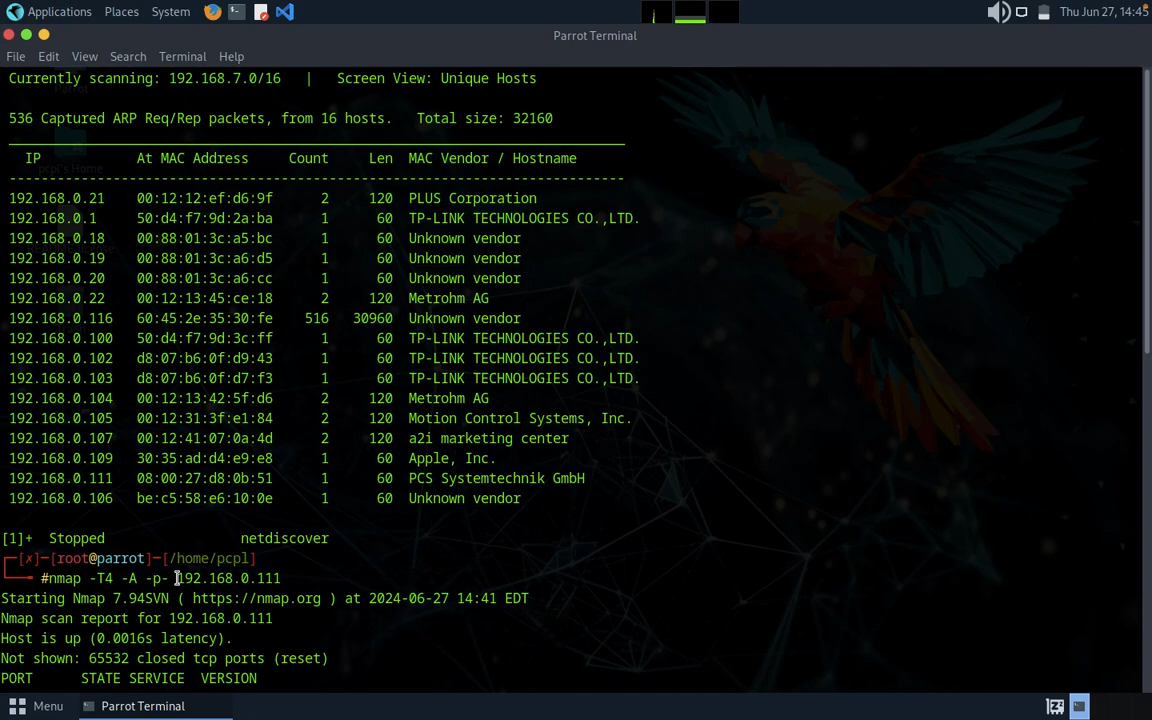 Applications Places System Thu Jun 27, 14:45
Parrot Terminal
File Edit View Search Terminal Help
Currently scanning: 192.168.7.0/16 | Screen View: Unique Hosts
536 Captured ARP Req/Rep packets, from 16 hosts. Total size: 32160
_____________________________________________________________________________
IP At MAC Address Count Len MAC Vendor / Hostname
-----------------------------------------------------------------------------
192.168.0.21 00:12:12:ef:d6:9f 2 120 PLUS Corporation
192.168.0.1 50:d4:f7:9d:2a:ba 1 60 TP-LINK TECHNOLOGIES CO.,LTD.
192.168.0.18 00:88:01:3c:a5:bc 1 60 Unknown vendor
192.168.0.19 00:88:01:3c:a6:d5 1 60 Unknown vendor
192.168.0.20 00:88:01:3c:a6:cc 1 60 Unknown vendor
192.168.0.22 00:12:13:45:ce:18 2 120 Metrohm AG
192.168.0.116 60:45:2e:35:30:fe 516 30960 Unknown vendor
192.168.0.100 50:d4:f7:9d:3c:ff 1 60 TP-LINK TECHNOLOGIES CO.,LTD.
192.168.0.102 d8:07:b6:0f:d9:43 1 60 TP-LINK TECHNOLOGIES CO.,LTD.
192.168.0.103 d8:07:b6:0f:d7:f3 1 60 TP-LINK TECHNOLOGIES CO.,LTD.
192.168.0.104 00:12:13:42:5f:d6 2 120 Metrohm AG
192.168.0.105 00:12:31:3f:e1:84 2 120 Motion Control Systems, Inc.
192.168.0.107 00:12:41:07:0a:4d 2 120 a2i marketing center
192.168.0.109 30:35:ad:d4:e9:e8 1 60 Apple, Inc.
192.168.0.111 08:00:27:d8:0b:51 1 60 PCS Systemtechnik GmbH
192.168.0.106 be:c5:58:e6:10:0e 1 60 Unknown vendor
[1]+ Stopped netdiscover
┌─[✗]─[root@parrot]─[/home/pcpl]
└──╼ #nmap -T4 -A -p- 192.168.0.111
Starting Nmap 7.94SVN ( https://nmap.org ) at 2024-06-27 14:41 EDT
Nmap scan report for 192.168.0.111
Host is up (0.0016s latency).
Not shown: 65532 closed tcp ports (reset)
PORT STATE SERVICE VERSION
Menu Parrot Terminal